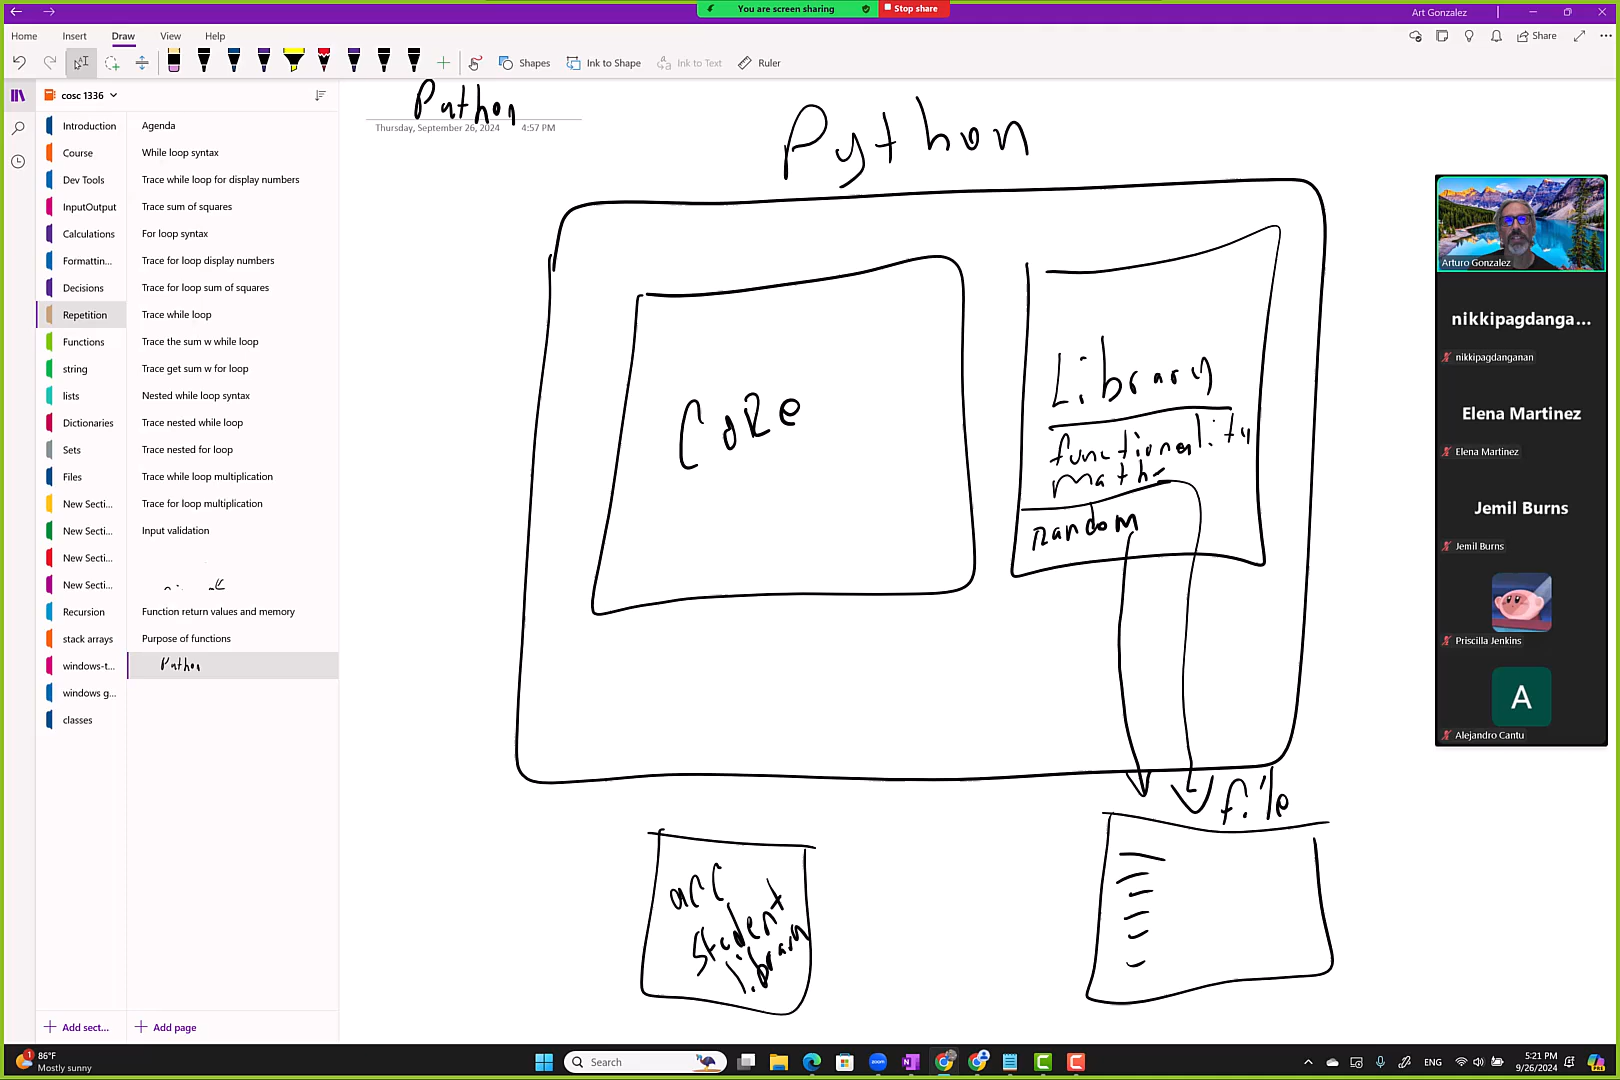 You are screen sharing
Stop share
Art Gonzalez
Home Insert Draw View Help
Share
Shapes
Ink to Shape
Ink to Text
Ruler
cosc 1336
Introduction
Course
Dev Tools
InputOutput
Calculations
Formattin...
Decisions
Repetition
Functions
string
lists
Dictionaries
Sets
Files
New Secti...
New Secti...
New Secti...
New Secti...
Recursion
stack arrays
windows-t...
windows g...
classes
Add sect...
Agenda
While loop syntax
Trace while loop for display numbers
Trace sum of squares
For loop syntax
Trace for loop display numbers
Trace for loop sum of squares
Trace while loop
Trace the sum w while loop
Trace get sum w for loop
Nested while loop syntax
Trace nested while loop
Trace nested for loop
Trace while loop multiplication
Trace for loop multiplication
Input validation
Function return values and memory
Purpose of functions
Python
Add page
Python
Thursday, September 26, 2024 4:57 PM
Python
CoRe
Library
functionality
math
random
file
acc
student
library
Arturo Gonzalez
nikkipagdanga...
nikkipagdanganan
Elena Martinez
Elena Martinez
Jemil Burns
Jemil Burns
Priscilla Jenkins
A
Alejandro Cantu
1
86°F
Mostly sunny
Search
zoom
ENG
5:21 PM
9/26/2024